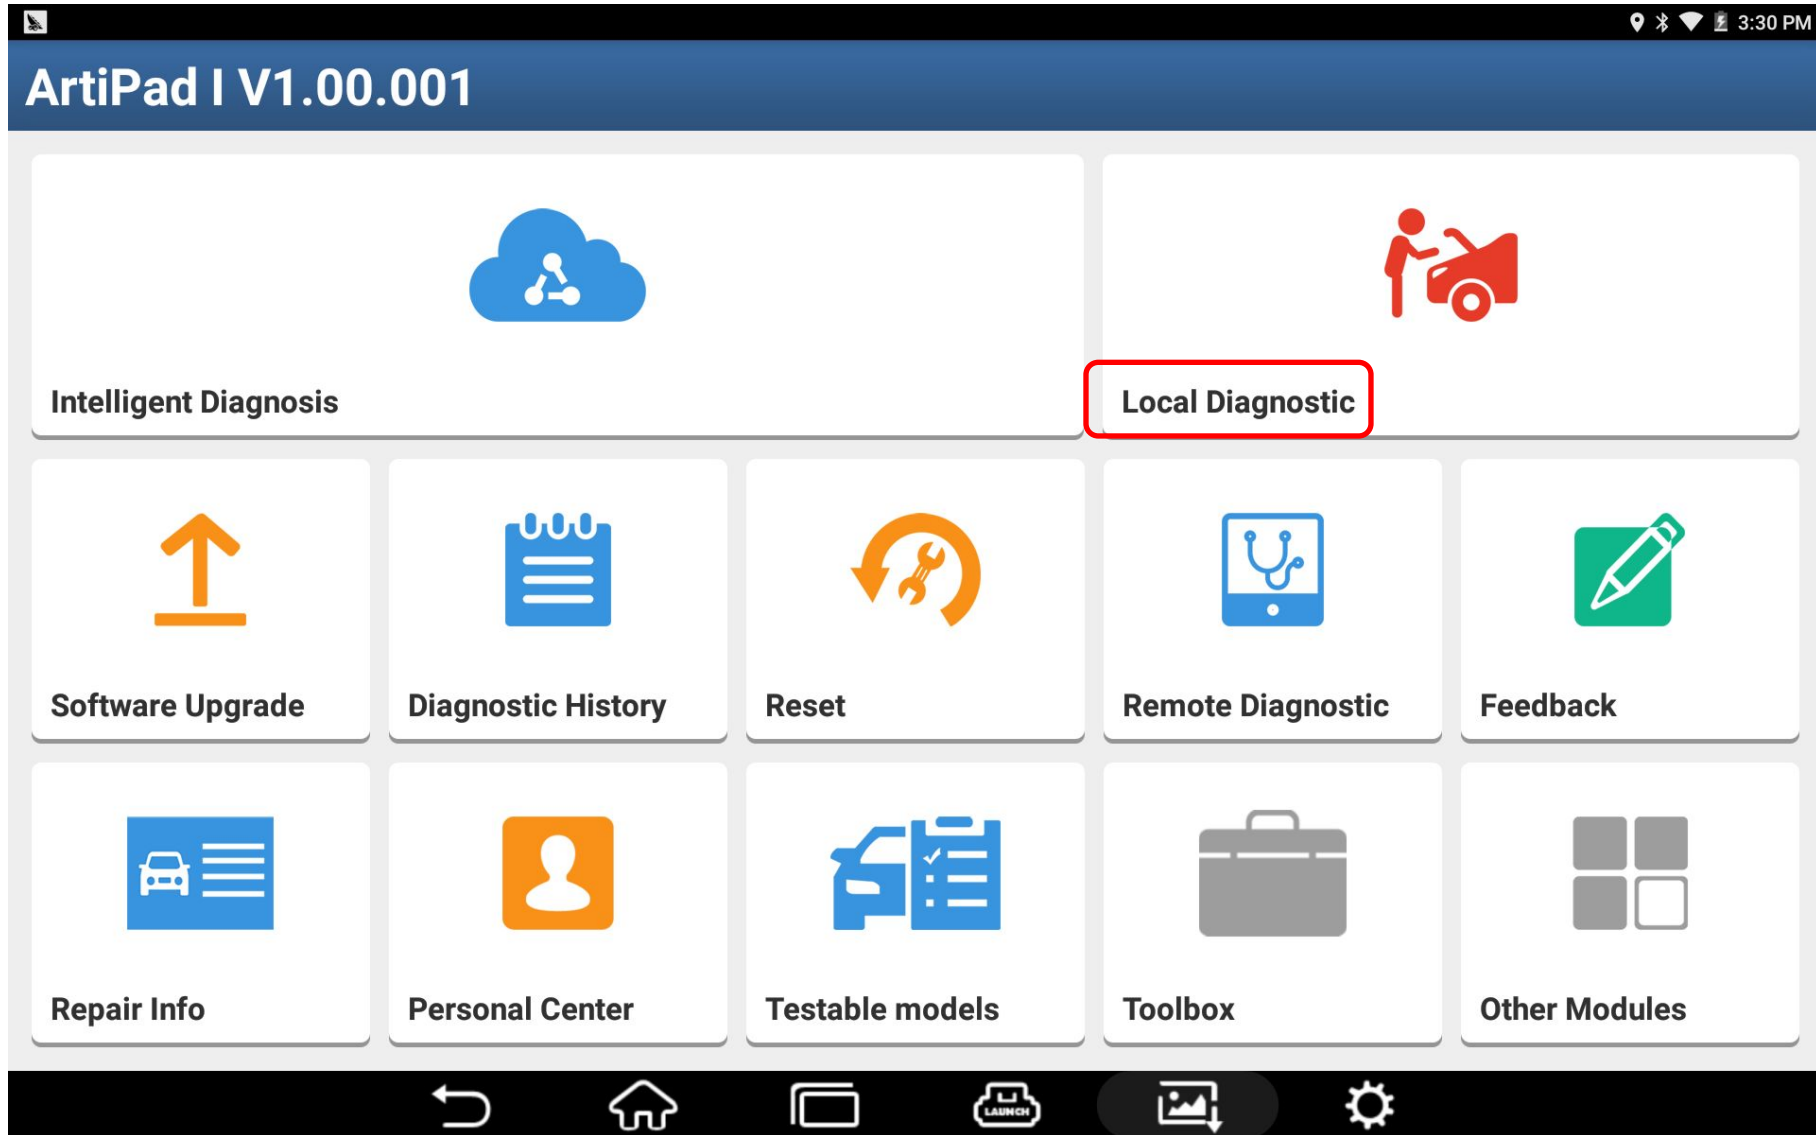 3:30 PM
ArtiPad I V1.00.001
Intelligent Diagnosis
Local Diagnostic
Software Upgrade
Diagnostic History
Reset
Remote Diagnostic
Feedback
Repair Info
Personal Center
Testable models
Toolbox
Other Modules
LAUNCH